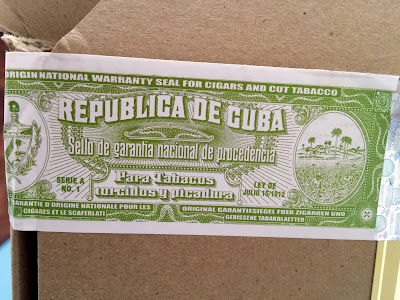 ORIGIN NATIONAL WARRANTY SEAL FOR CIGARS AND CUT TABACCO
REPUBLICA DE CUBA
Sello de garantia nacional de procedencia
Para Tabacos
torcidos y picadura
SERIE A
NO. 1
LEY DE
JULIO 16/1912
GARANTIE D'ORIGINE NATIONALE POUR LES
CIGARES ET LE SCAFERLATI
ORIGINAL GARANTIESIEGEL FUER ZIGARREN UND
GERISSENE TABAKBLAETTER